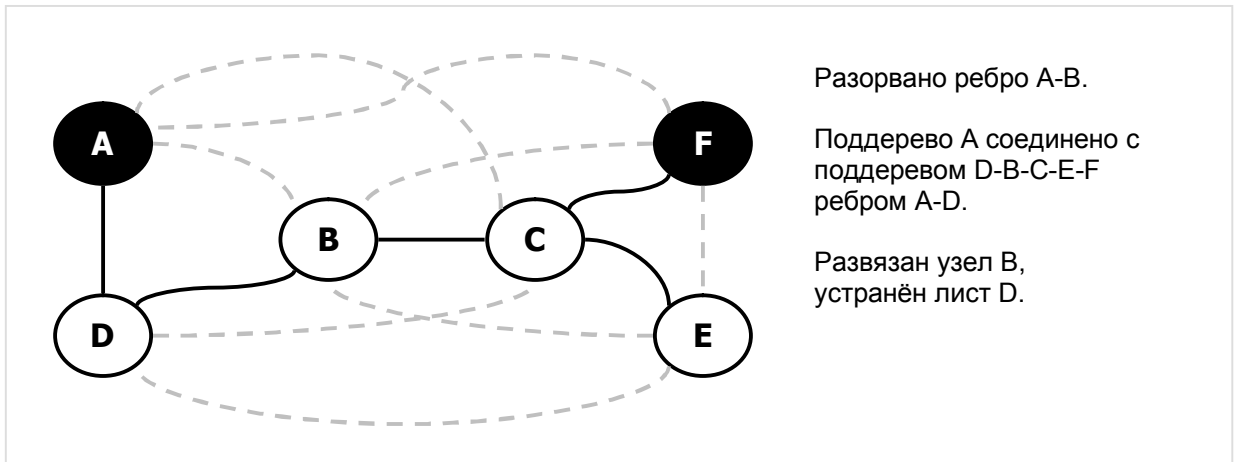 Разорвано ребро A-B.
A
F
Поддерево A соединено с
поддеревом D-B-C-E-F
ребром A-D.
B
C
Развязан узел B,
устранён лист D.
D
E